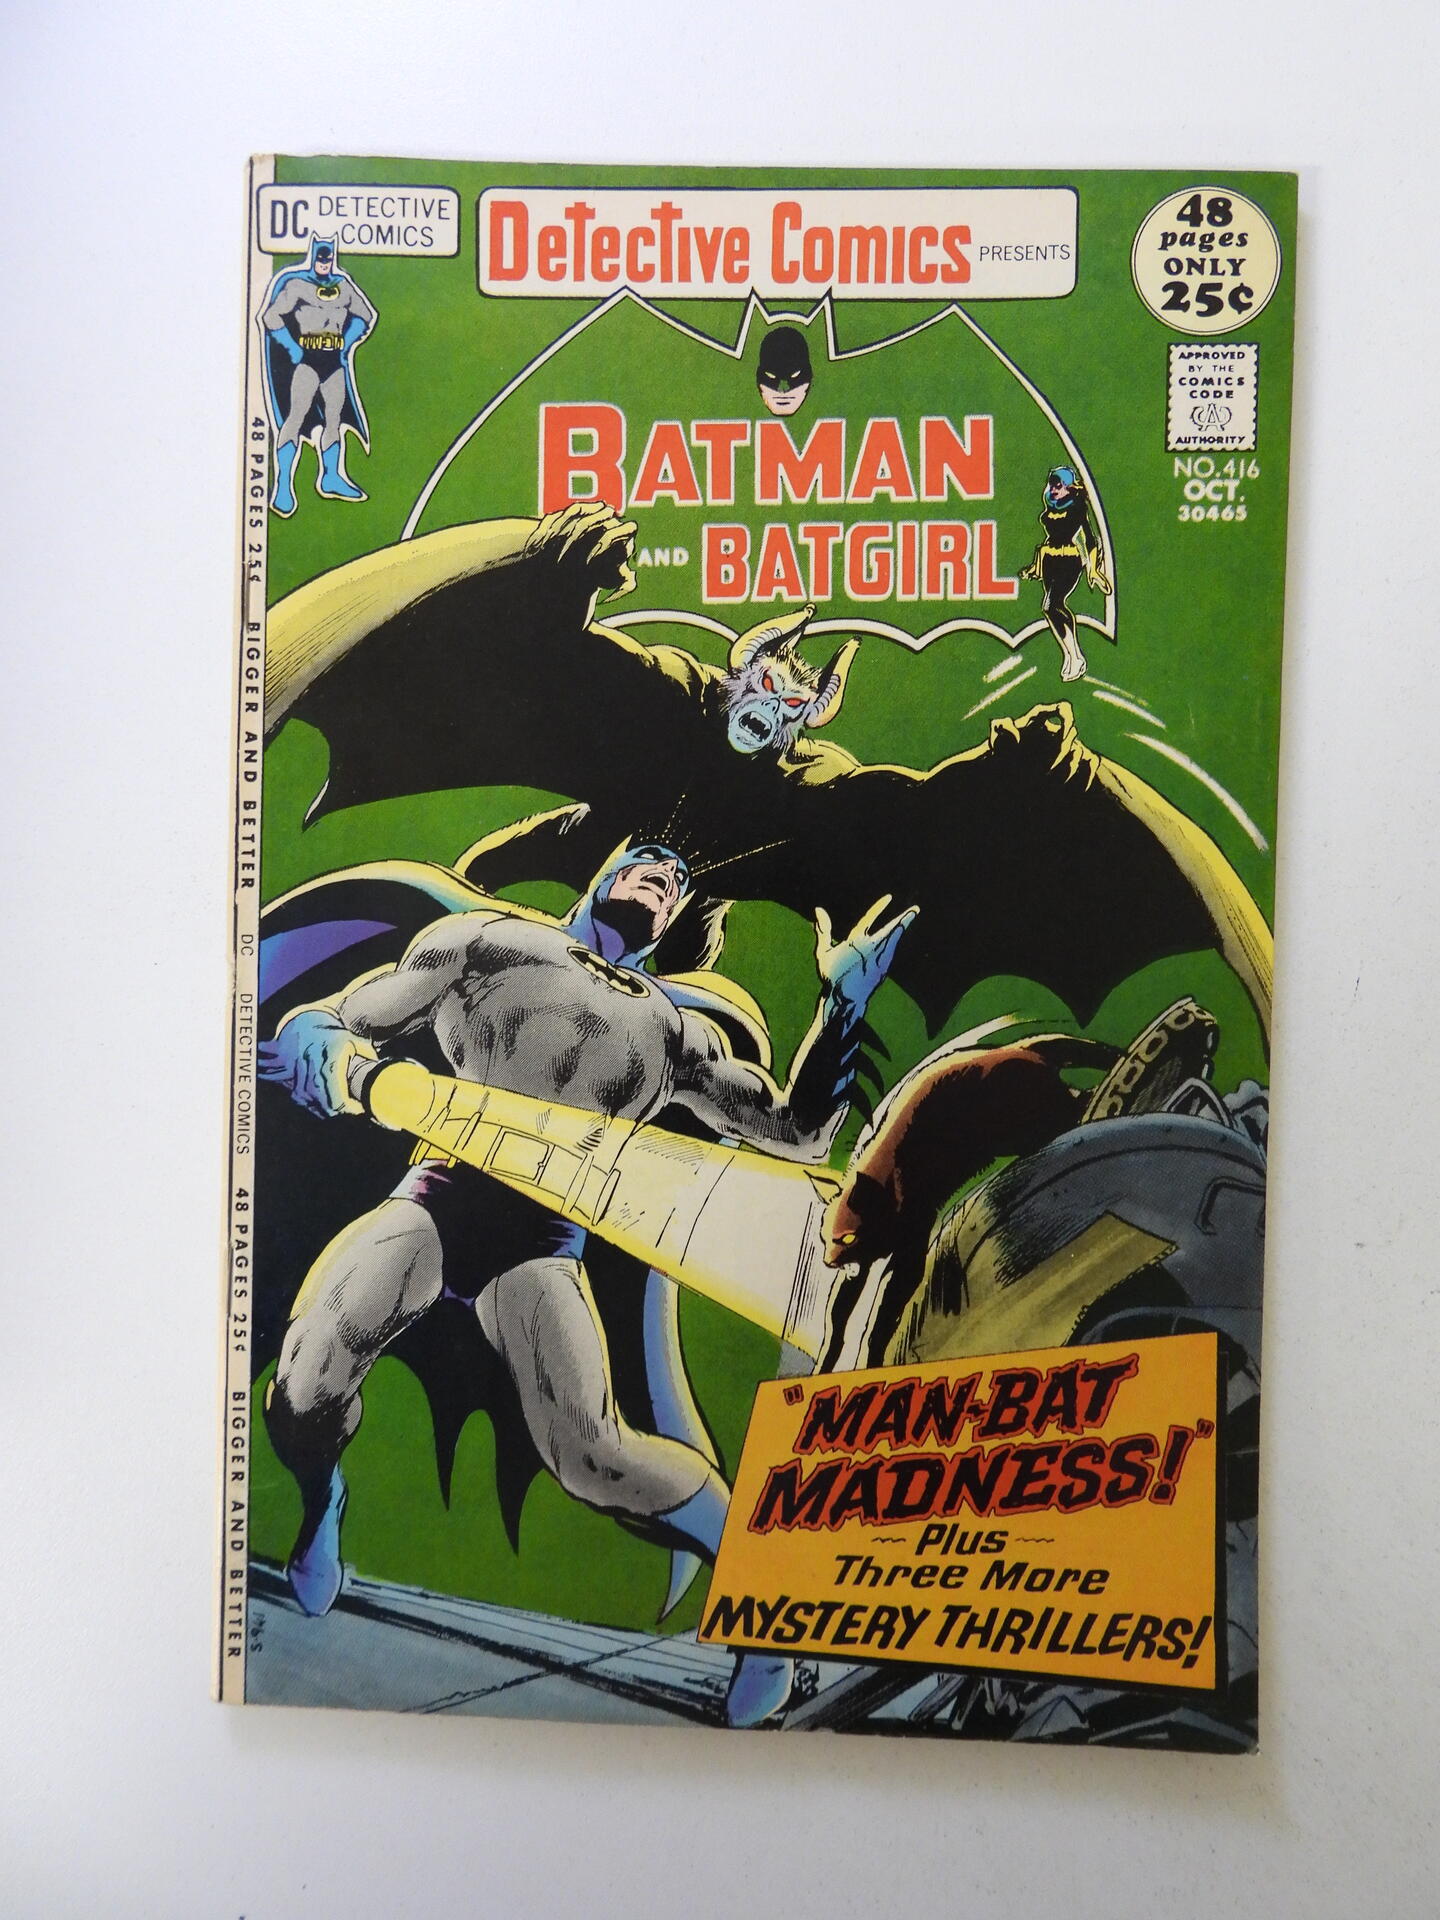 DC DETECTIVE
COMICS
Detective Comics PRESENTS
48
pages
ONLY
25¢
APPROVED
BY THE
COMICS
CODE
CA
AUTHORITY
NO. 416
OCT.
30465
BATMAN
AND BATGIRL
48 PAGES 25¢ BIGGER AND BETTER DC DETECTIVE COMICS 48 PAGES 25¢ BIGGER AND BETTER
"MAN-BAT
MADNESS!"
Plus
Three More
MYSTERY THRILLERS!